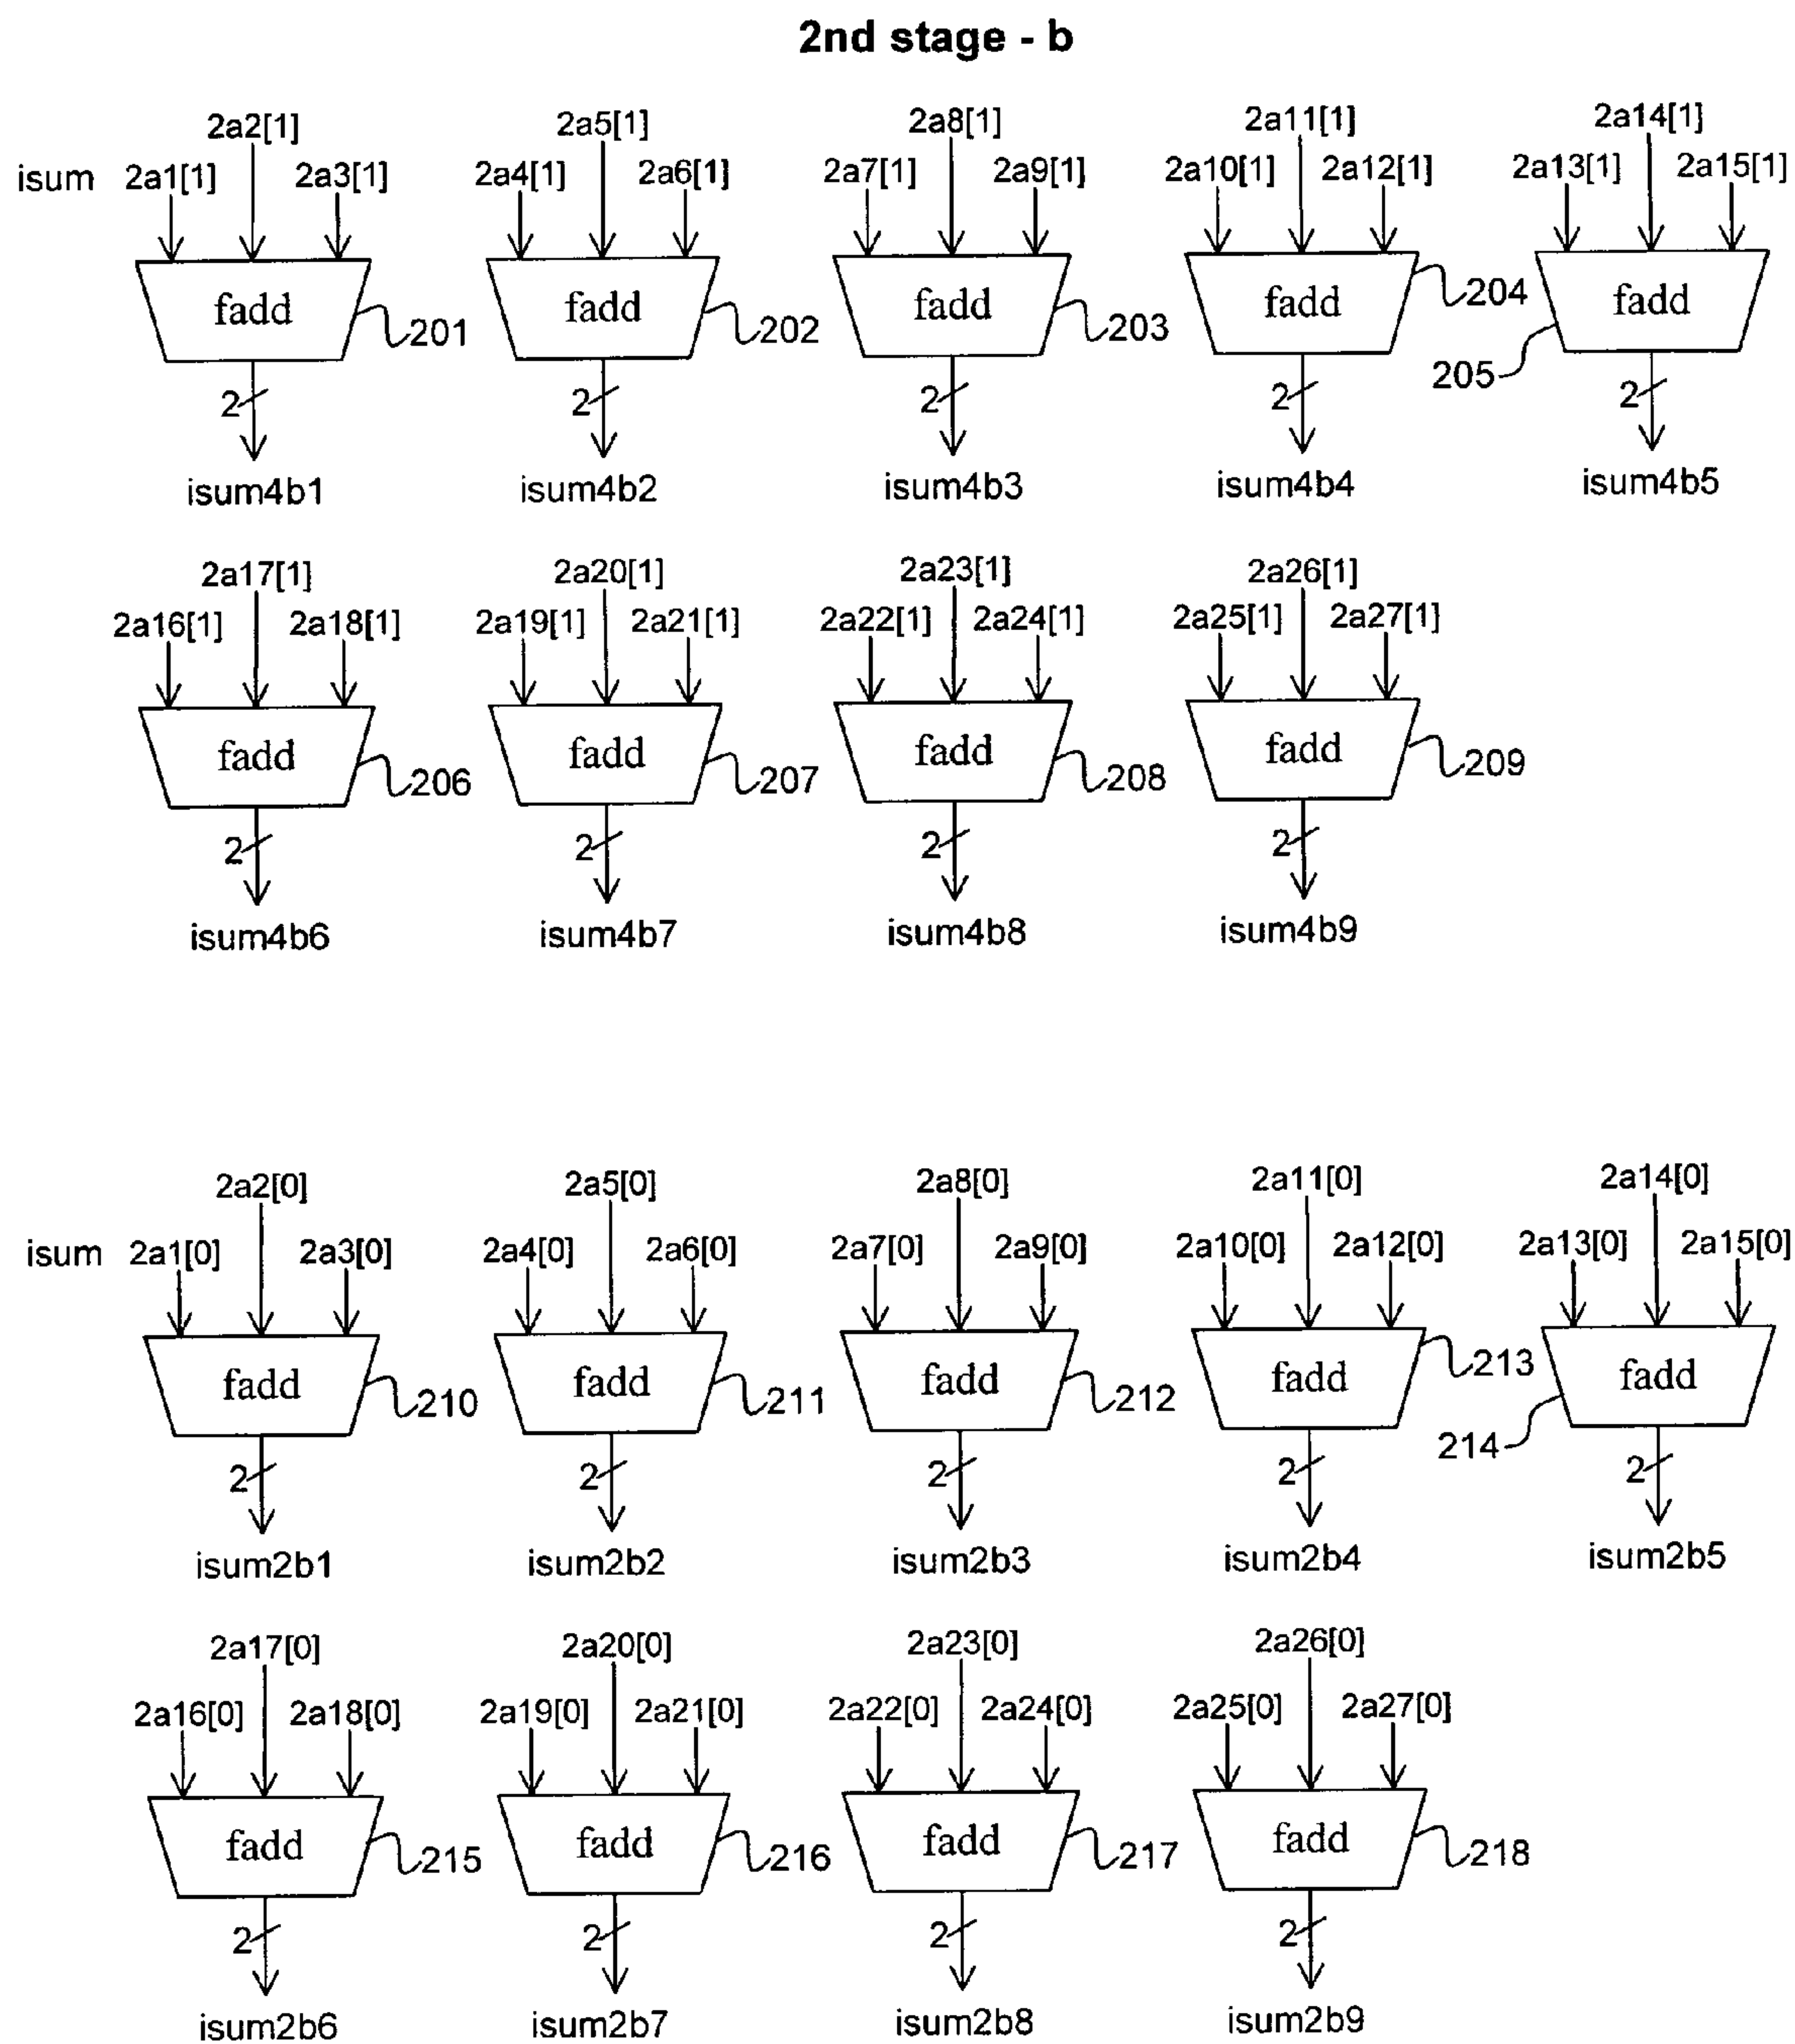 2nd stage - b
2a2[1] 2a5[1] 2a8[1] 2a11[1] 2a14[1]
isum 2a1[1] 2a3[1] 2a4[1] 2a6[1] 2a7[1] 2a9[1] 2a10[1] 2a12[1] 2a13[1] 2a15[1]
fadd fadd fadd fadd fadd
201 202 203 204 205
2 2 2 2 2
isum4b1 isum4b2 isum4b3 isum4b4 isum4b5
2a17[1] 2a20[1] 2a23[1] 2a26[1]
2a16[1] 2a18[1] 2a19[1] 2a21[1] 2a22[1] 2a24[1] 2a25[1] 2a27[1]
fadd fadd fadd fadd
206 207 208 209
2 2 2 2
isum4b6 isum4b7 isum4b8 isum4b9
2a2[0] 2a5[0] 2a8[0] 2a11[0] 2a14[0]
isum 2a1[0] 2a3[0] 2a4[0] 2a6[0] 2a7[0] 2a9[0] 2a10[0] 2a12[0] 2a13[0] 2a15[0]
fadd fadd fadd fadd fadd
210 211 212 213 214
2 2 2 2 2
isum2b1 isum2b2 isum2b3 isum2b4 isum2b5
2a17[0] 2a20[0] 2a23[0] 2a26[0]
2a16[0] 2a18[0] 2a19[0] 2a21[0] 2a22[0] 2a24[0] 2a25[0] 2a27[0]
fadd fadd fadd fadd
215 216 217 218
2 2 2 2
isum2b6 isum2b7 isum2b8 isum2b9